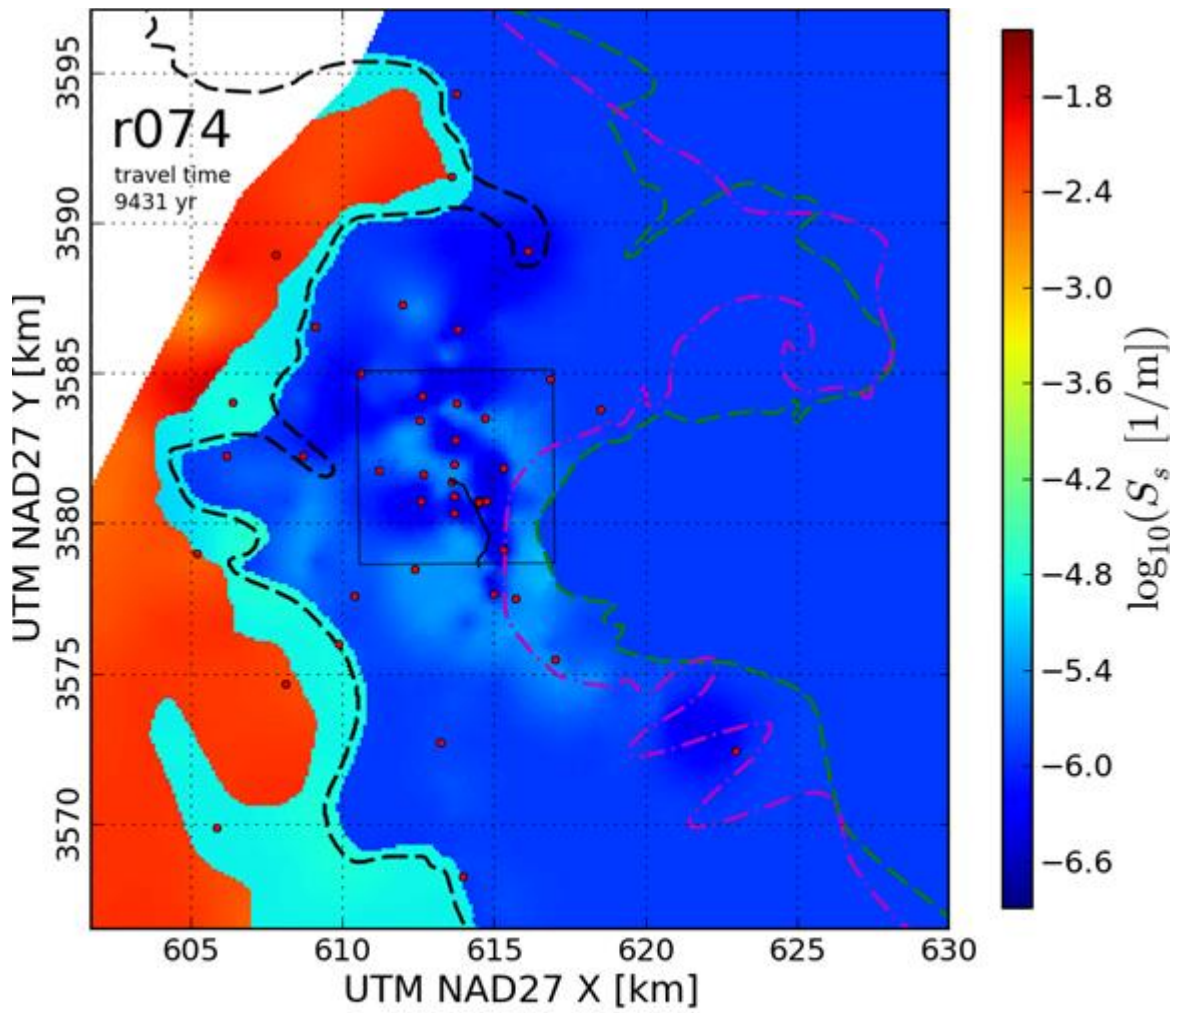 r074
travel time
9431 yr
3595
3590
3585
3580
3575
3570
UTM NAD27 Y [km]
605 610 615 620 625 630
UTM NAD27 X [km]
−1.8
−2.4
−3.0
−3.6
−4.2
−4.8
−5.4
−6.0
−6.6
log₁₀(Sₛ [1/m])